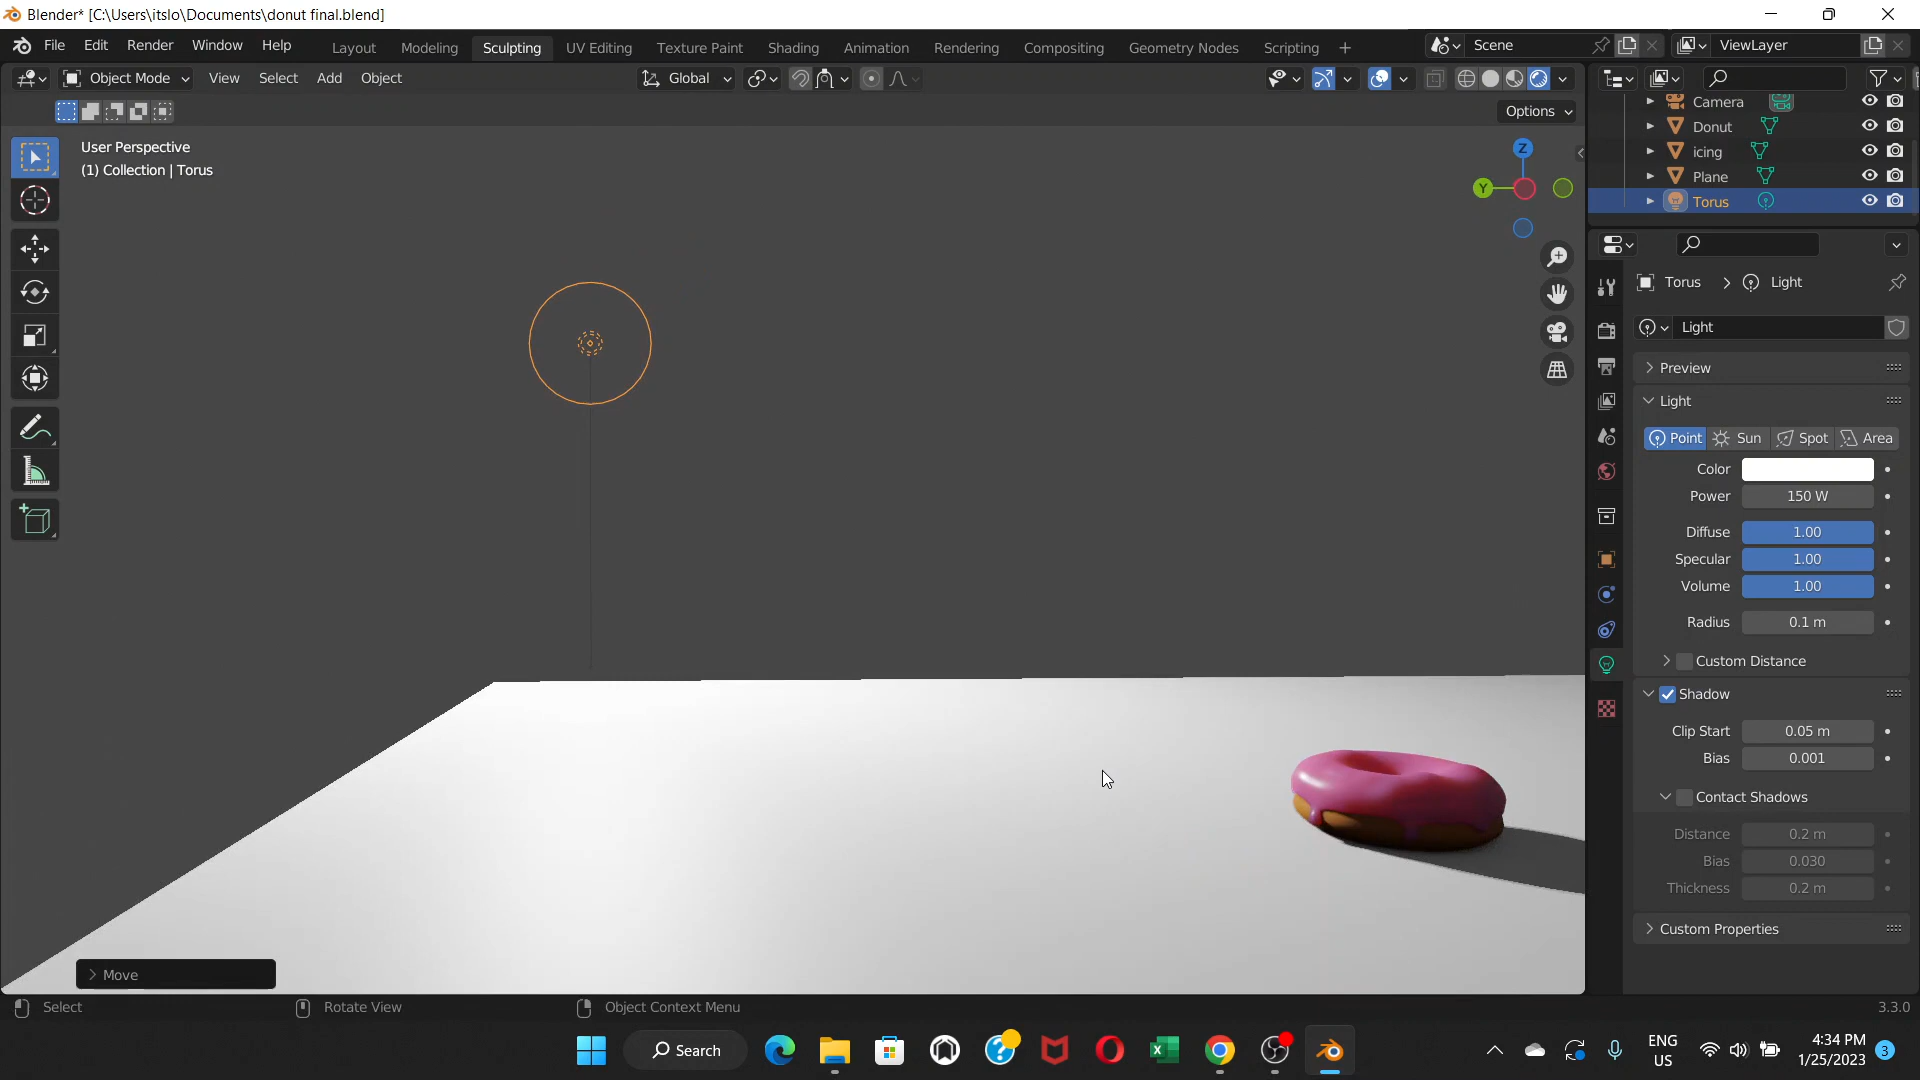 Blender* [C:\Users\itslo\Documents\donut final.blend]
File Edit Render Window Help Layout Modeling Sculpting UV Editing Texture Paint Shading Animation Rendering Compositing Geometry Nodes Scripting + Scene ViewLayer
Object Mode View Select Add Object Global
Options
User Perspective
(1) Collection | Torus
Z
Y
Camera
Donut
icing
Plane
Torus
Torus > Light
Light
Preview
Light
Point Sun Spot Area
Color
Power 150 W
Diffuse 1.00
Specular 1.00
Volume 1.00
Radius 0.1 m
Custom Distance
Shadow
Clip Start 0.05 m
Bias 0.001
Contact Shadows
Distance 0.2 m
Bias 0.030
Thickness 0.2 m
Custom Properties
Move
Select Rotate View Object Context Menu 3.3.0
Search
ENG
US
4:34 PM
1/25/2023
3